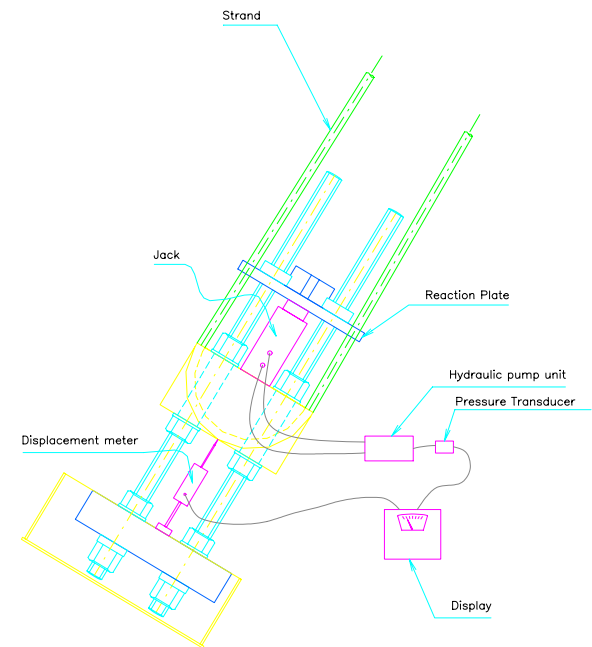 Strand
Jack
Reaction Plate
Hydraulic pump unit
Pressure Transducer
Displacement meter
Display